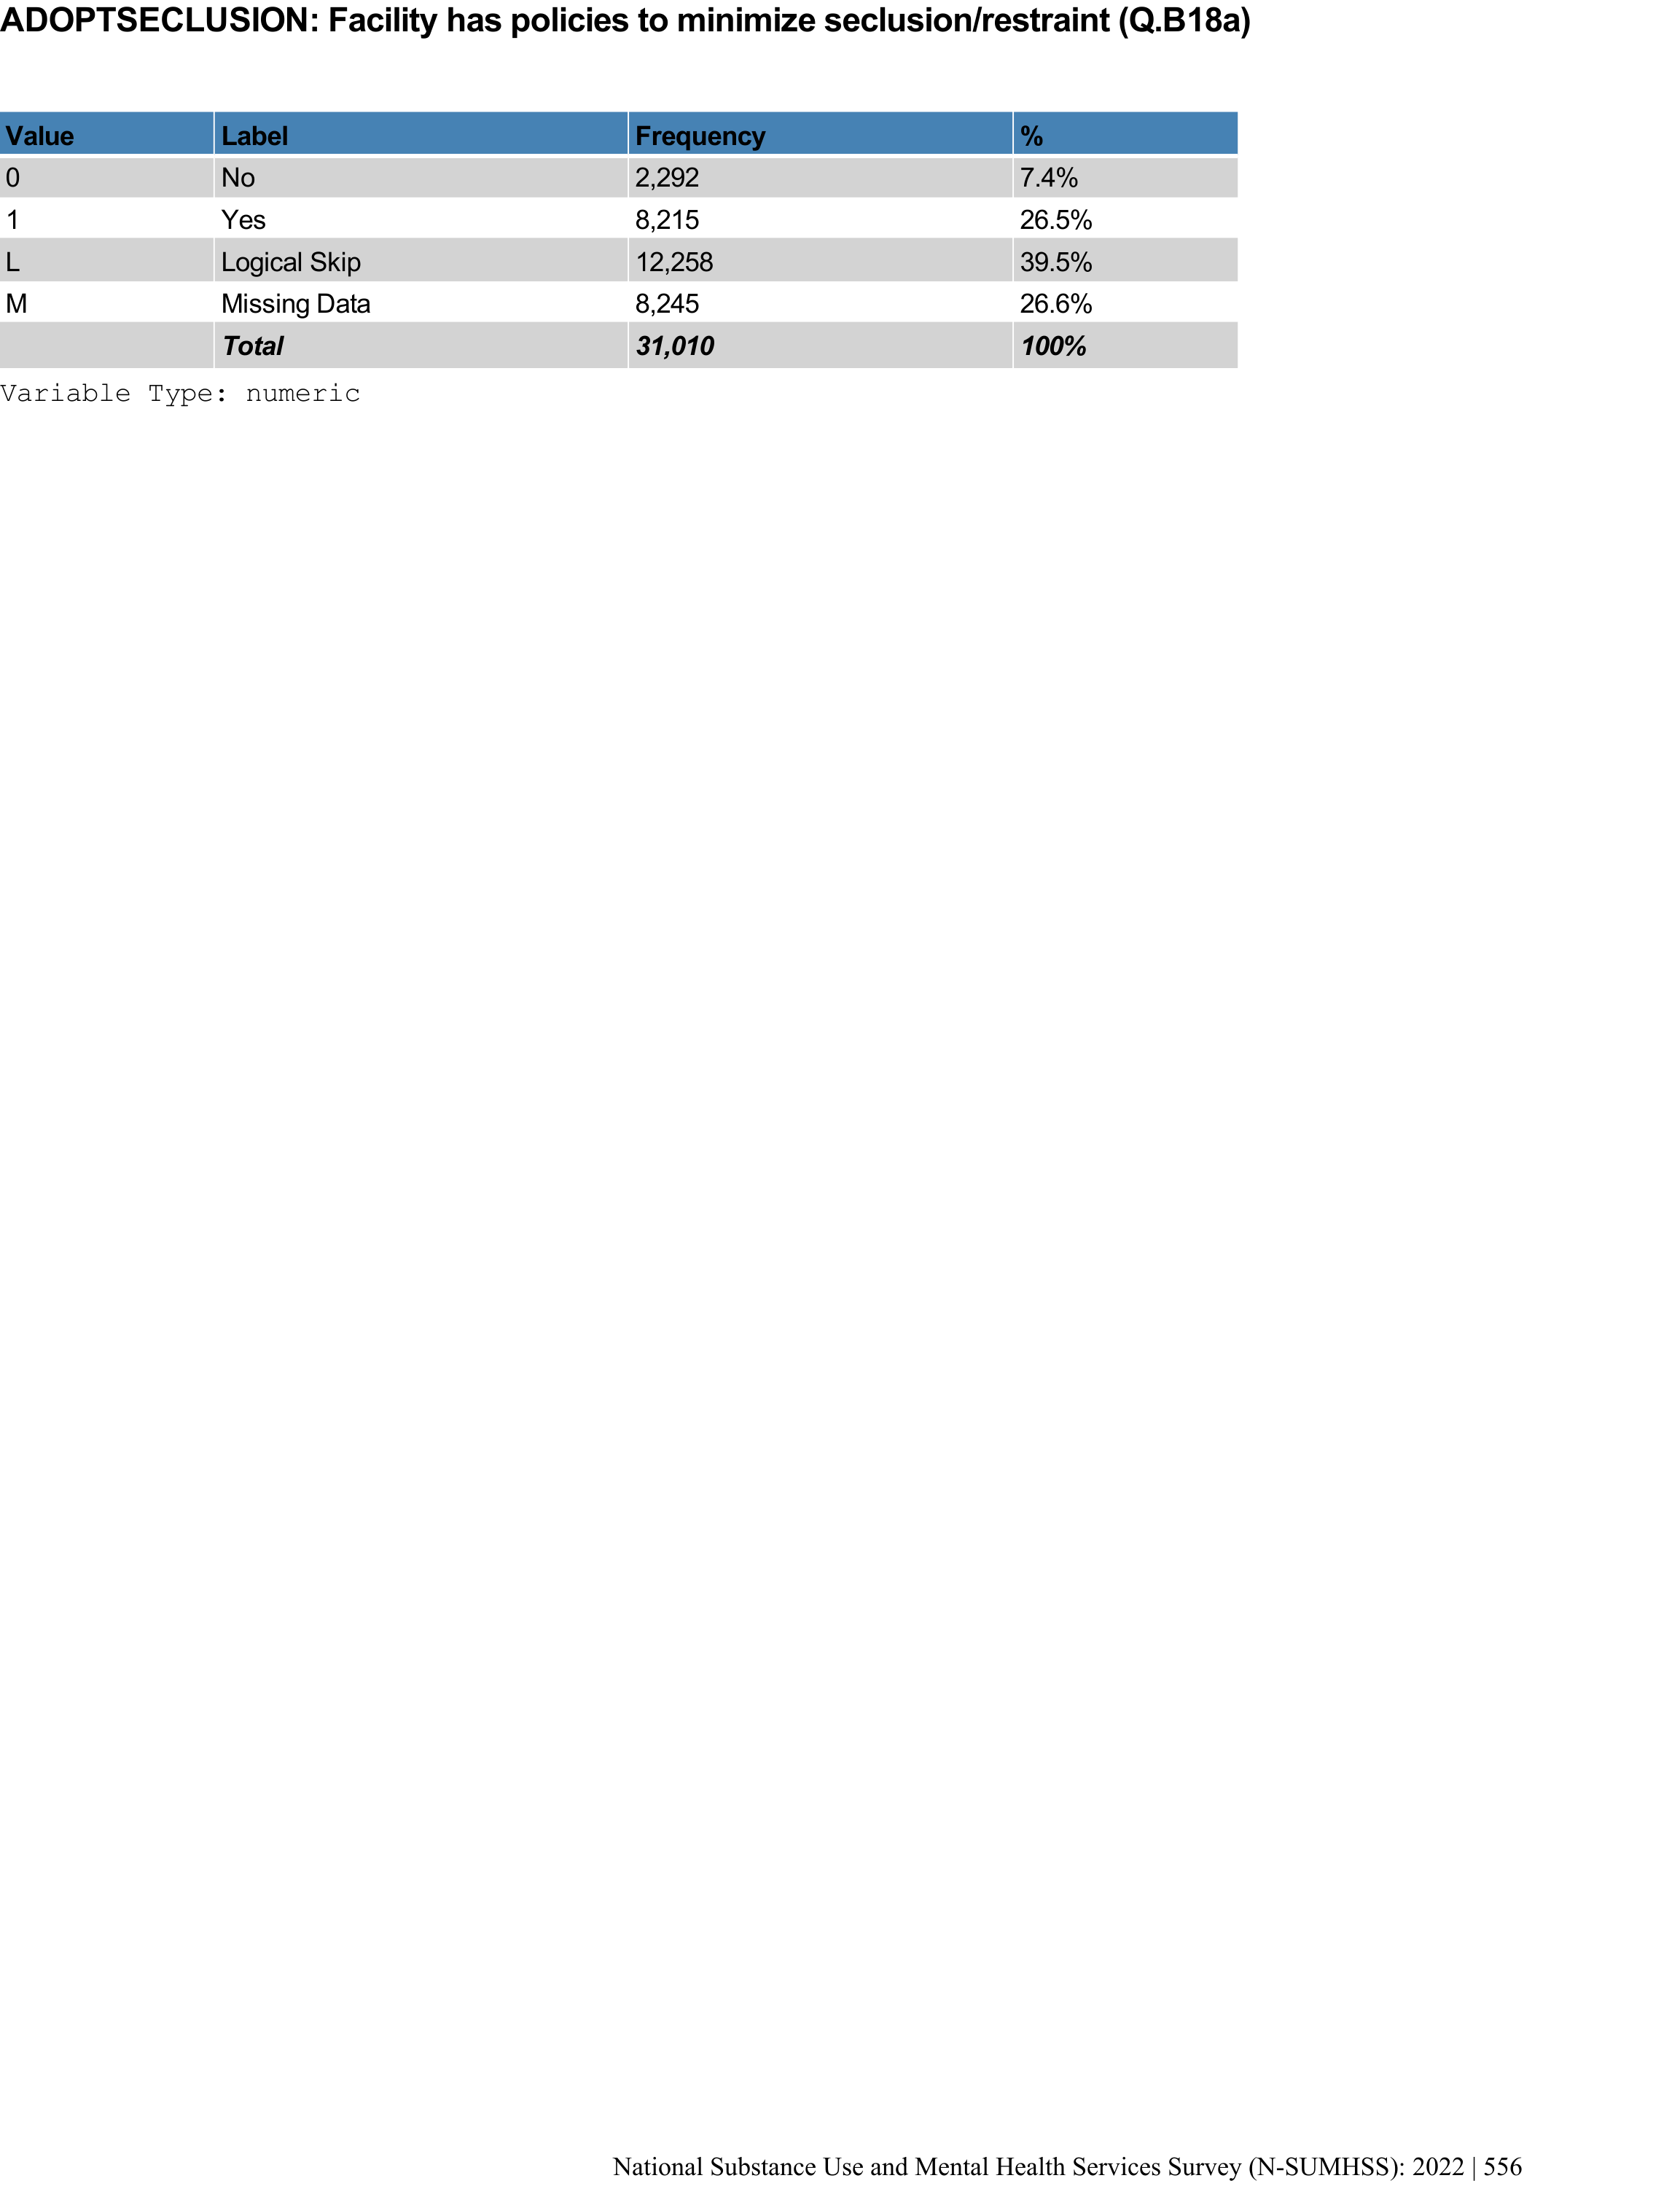 ADOPTSECLUSION: Facility has policies to minimize seclusion/restraint (Q.B18a)
Value Label Frequency %
0 No 2,292 7.4%
1 Yes 8,215 26.5%
L Logical Skip 12,258 39.5%
M Missing Data 8,245 26.6%
Total 31,010 100%
Variable Type: numeric
National Substance Use and Mental Health Services Survey (N-SUMHSS): 2022 | 556